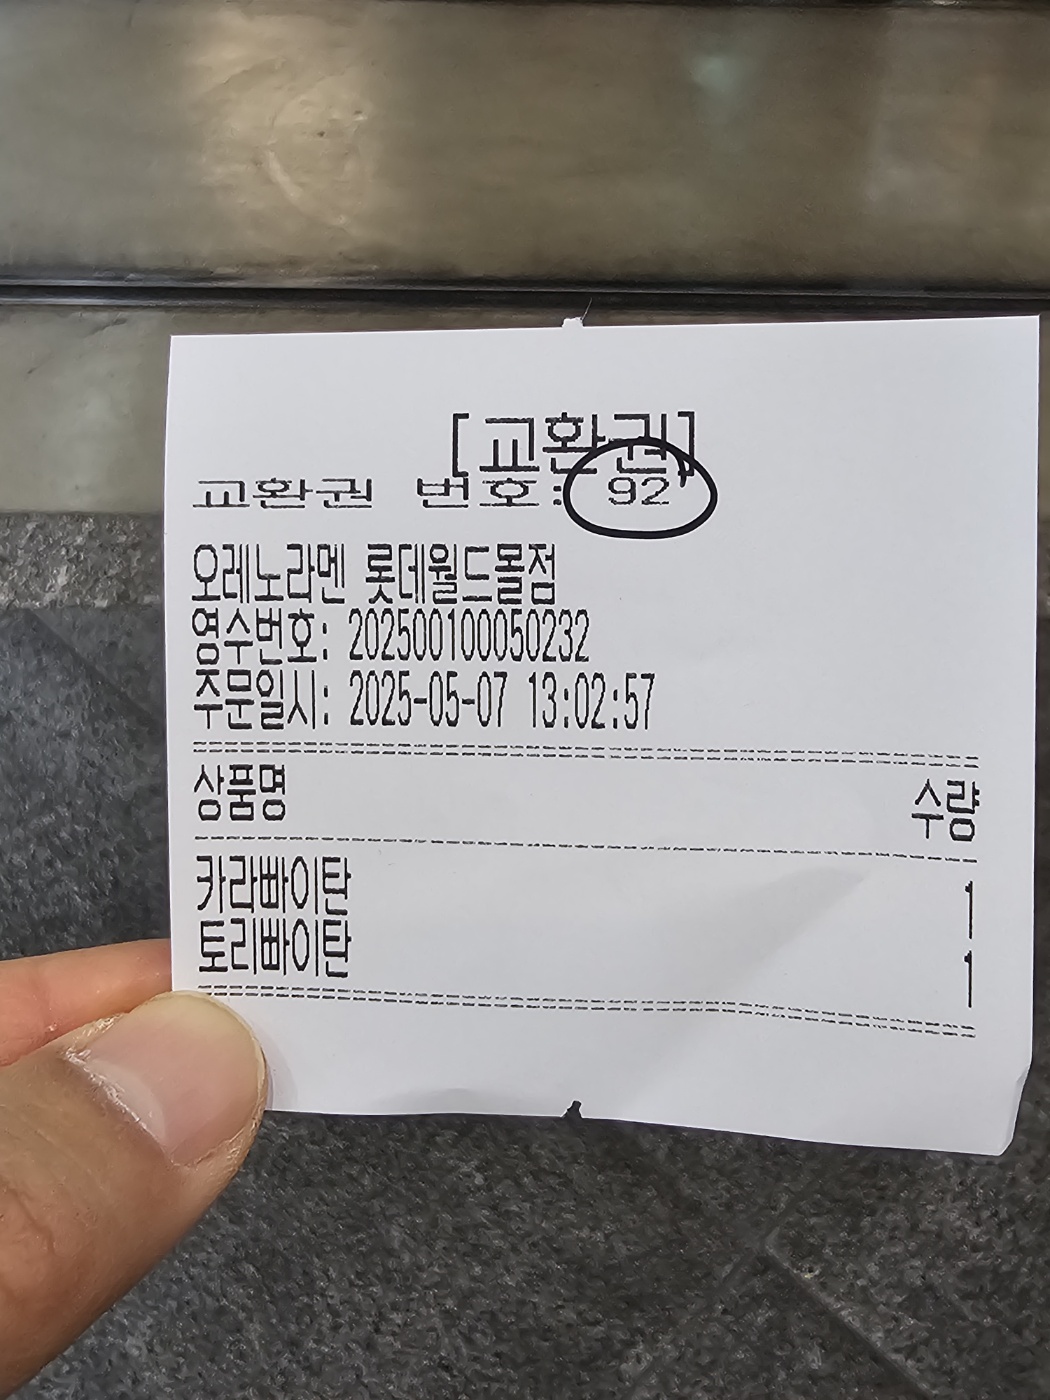 [교환권]
교환권 번호: 92
오레노라멘 롯데월드몰점
영수번호: 202500100050232
주문일시: 2025-05-07 13:02:57
상품명 수량
카라빠이탄 1
토리빠이탄 1